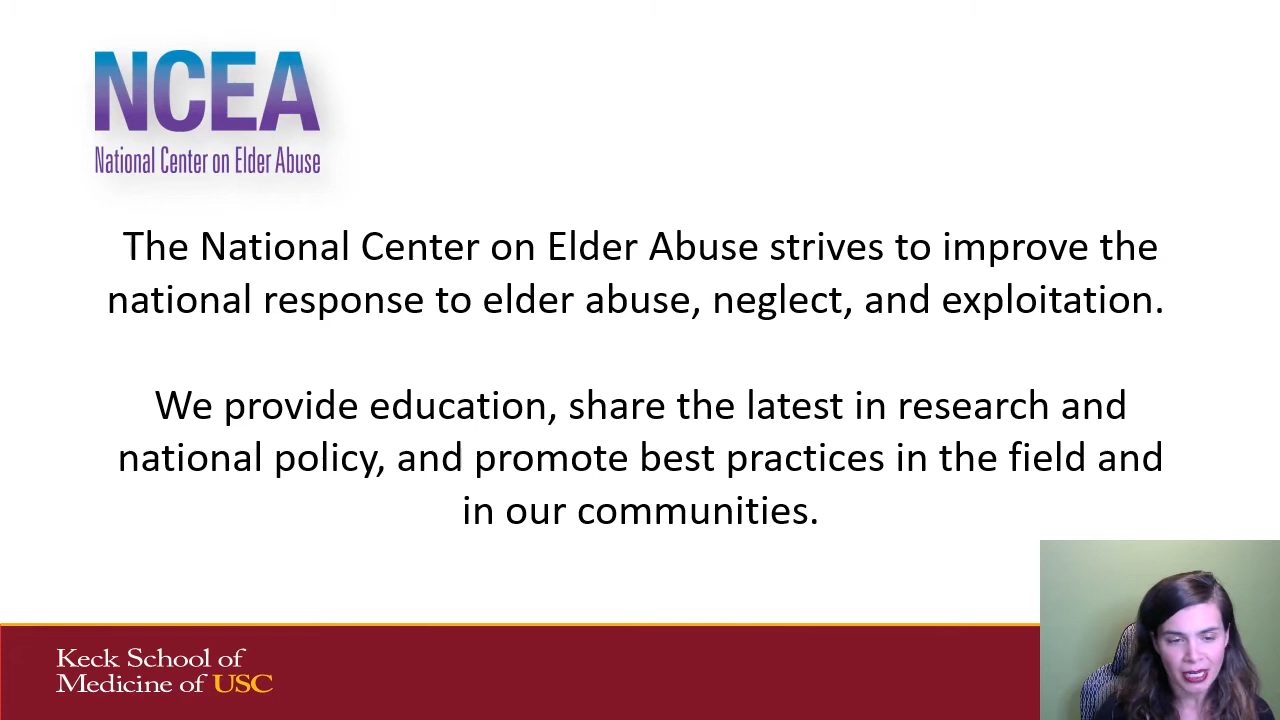 NCEA
National Center on Elder Abuse
The National Center on Elder Abuse strives to improve the
national response to elder abuse, neglect, and exploitation.
We provide education, share the latest in research and
national policy, and promote best practices in the field and
in our communities.
Keck School of
Medicine of USC